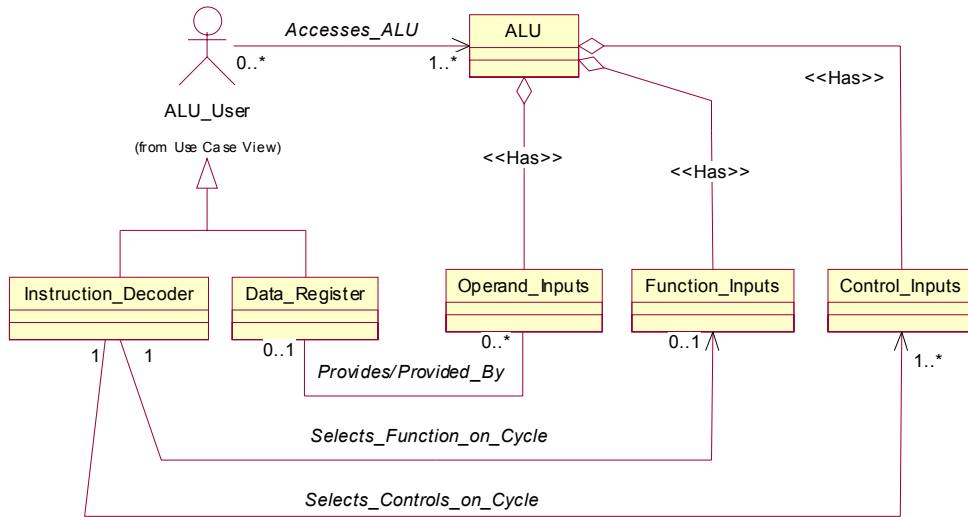 Accesses_ALU
ALU
0..*
1..*
<<Has>>
ALU_User
(from Use Case View)
<<Has>>
<<Has>>
Instruction_Decoder
Data_Register
Operand_Inputs
Function_Inputs
Control_Inputs
1
1
0..1
0..*
0..1
1..*
Provides/Provided_By
Selects_Function_on_Cycle
Selects_Controls_on_Cycle